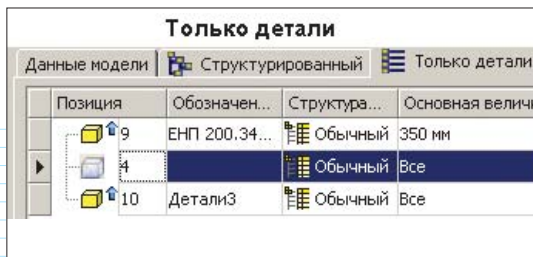 Только детали
Данные модели Структурированный Только детали
Позиция Обозначен... Структура... Основная велич
9 ЕНП 200.34... Обычный 350 мм
4 Обычный Все
10 Детали3 Обычный Все